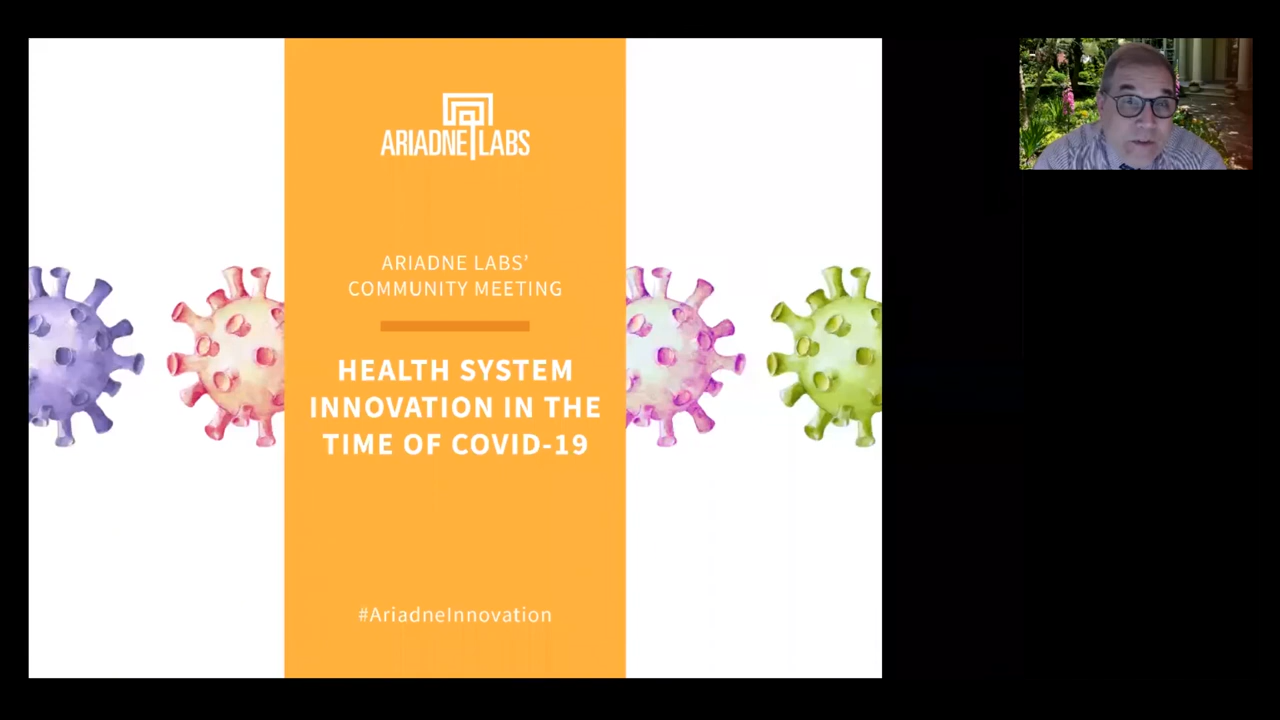 ARIADNE LABS
ARIADNE LABS’
COMMUNITY MEETING
HEALTH SYSTEM
INNOVATION IN THE
TIME OF COVID-19
#AriadneInnovation